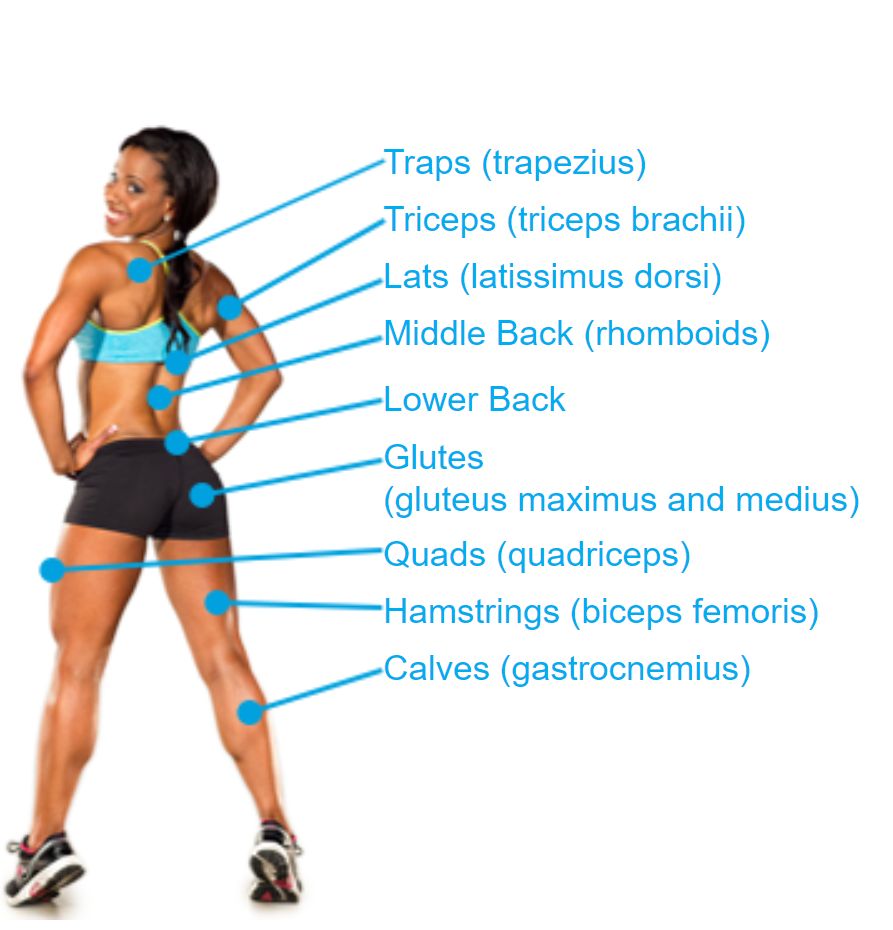 Traps (trapezius)
Triceps (triceps brachii)
Lats (latissimus dorsi)
Middle Back (rhomboids)
Lower Back
Glutes
(gluteus maximus and medius)
Quads (quadriceps)
Hamstrings (biceps femoris)
Calves (gastrocnemius)